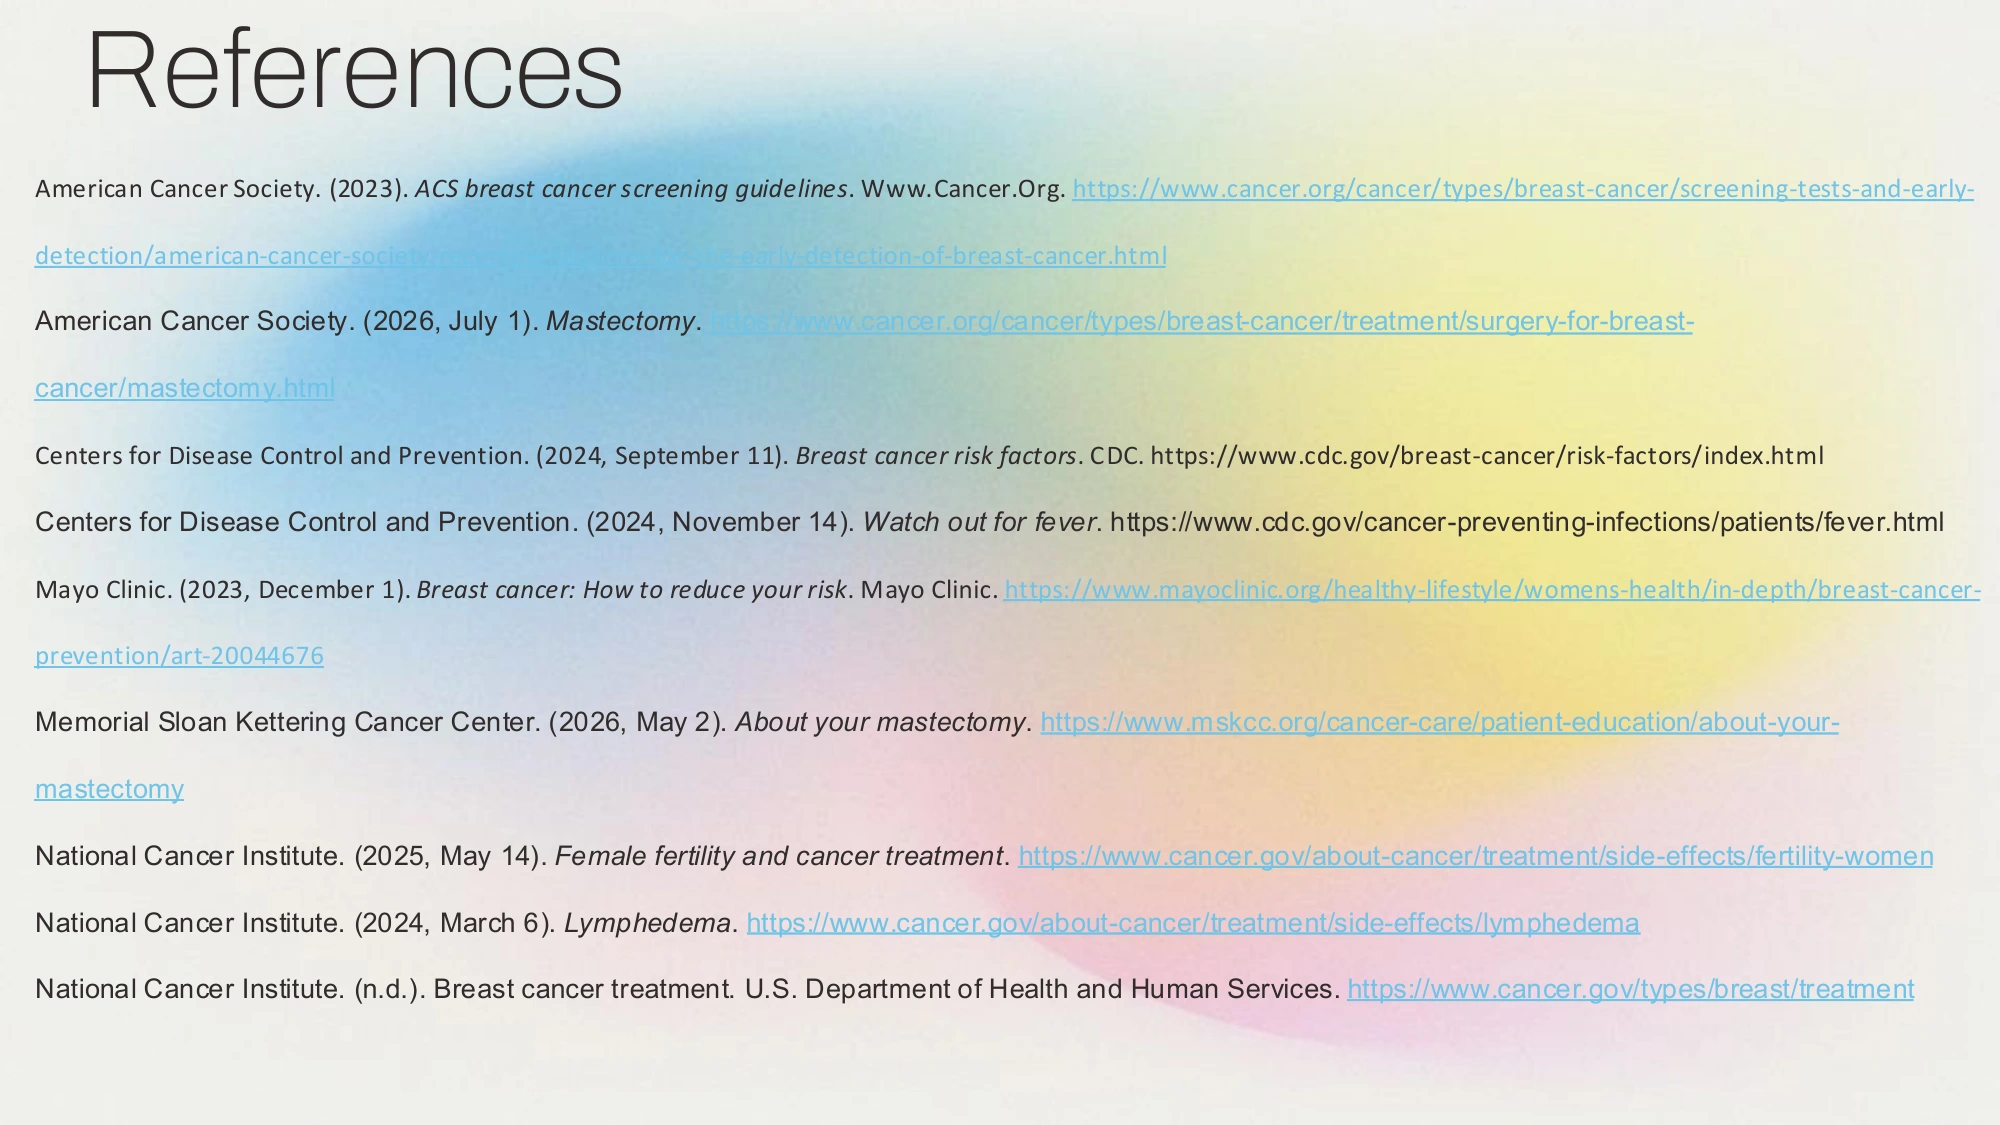 References
American Cancer Society. (2023). ACS breast cancer screening guidelines. Www.Cancer.Org. https://www.cancer.org/cancer/types/breast-cancer/screening-tests-and-early-
detection/american-cancer-society -early-detection-of-breast-cancer.html
American Cancer Society. (2026, July 1). Mastectomy. https://www.cancer.org/cancer/types/breast-cancer/treatment/surgery-for-breast-
cancer/mastectomy.html
Centers for Disease Control and Prevention. (2024, September 11). Breast cancer risk factors. CDC. https://www.cdc.gov/breast-cancer/risk-factors/index.html
Centers for Disease Control and Prevention. (2024, November 14). Watch out for fever. https://www.cdc.gov/cancer-preventing-infections/patients/fever.html
Mayo Clinic. (2023, December 1). Breast cancer: How to reduce your risk. Mayo Clinic. https://www.mayoclinic.org/healthy-lifestyle/womens-health/in-depth/breast-cancer-
prevention/art-20044676
Memorial Sloan Kettering Cancer Center. (2026, May 2). About your mastectomy. https://www.mskcc.org/cancer-care/patient-education/about-your-
mastectomy
National Cancer Institute. (2025, May 14). Female fertility and cancer treatment. https://www.cancer.gov/about-cancer/treatment/side-effects/fertility-women
National Cancer Institute. (2024, March 6). Lymphedema. https://www.cancer.gov/about-cancer/treatment/side-effects/lymphedema
National Cancer Institute. (n.d.). Breast cancer treatment. U.S. Department of Health and Human Services. https://www.cancer.gov/types/breast/treatment